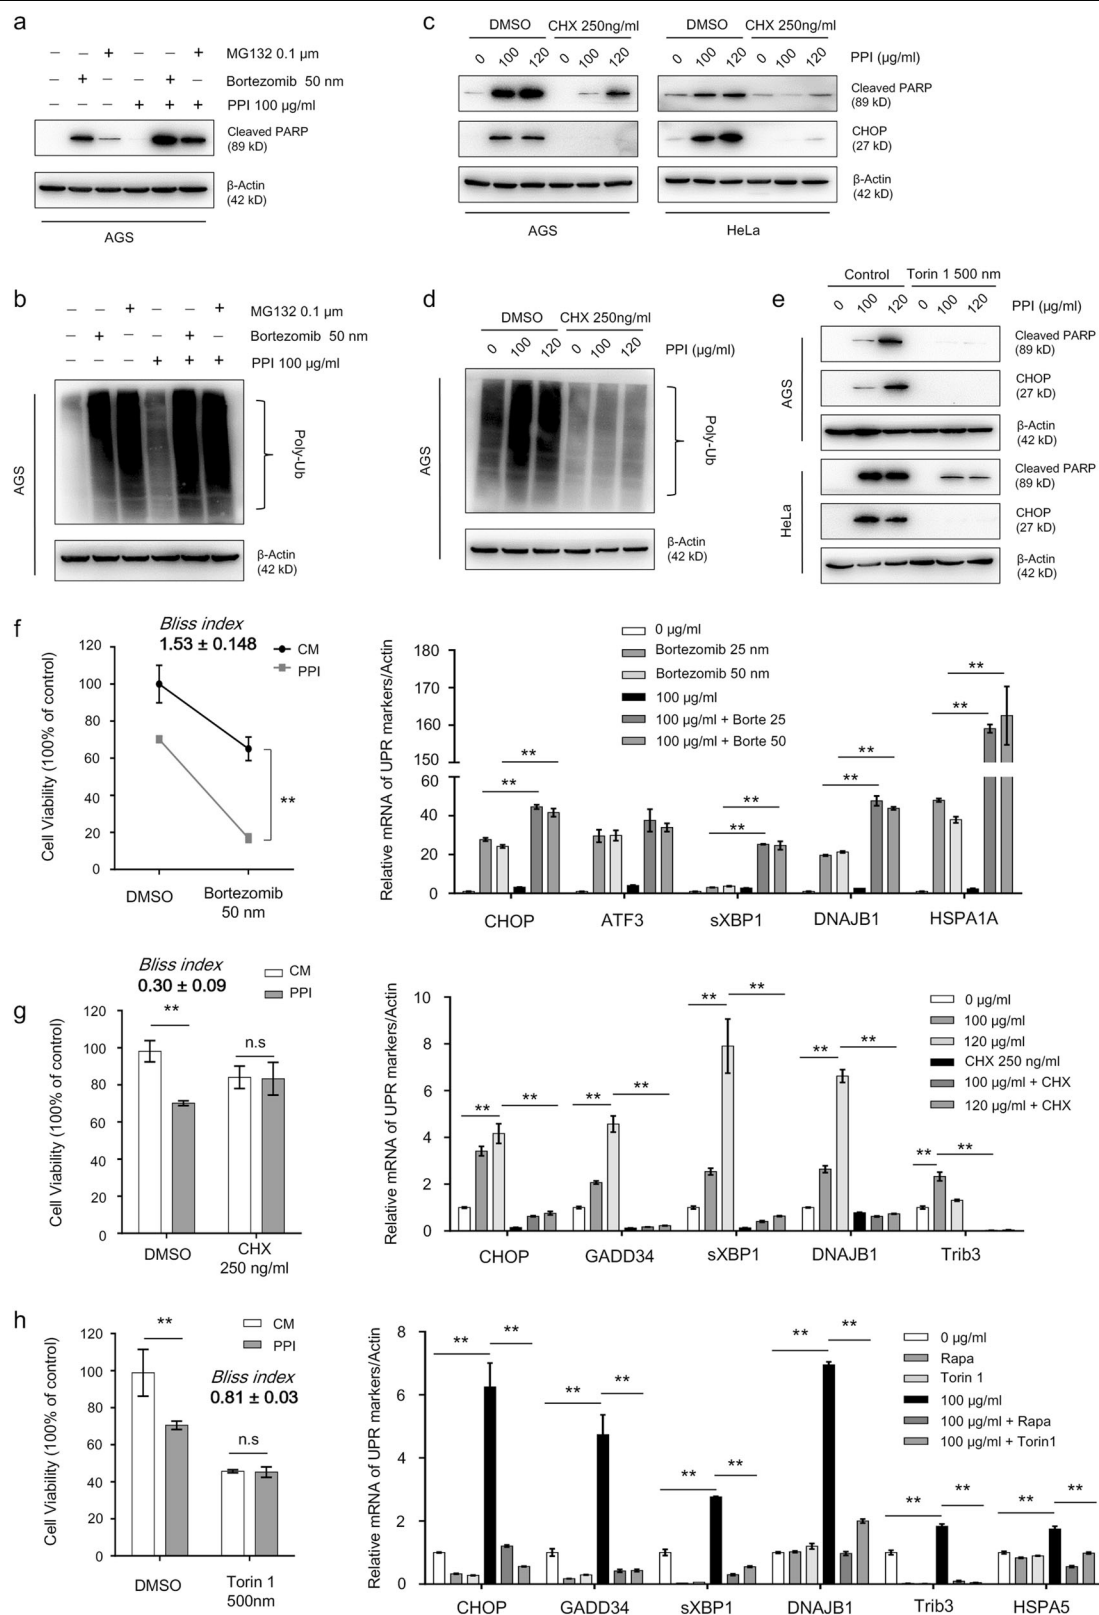 a
– – + – – + MG132 0.1 μm
– + – – + – Bortezomib 50 nm
– – – + + + PPI 100 μg/ml
Cleaved PARP
(89 kD)
β-Actin
(42 kD)
AGS
b
– – + – – + MG132 0.1 μm
– + – – + – Bortezomib 50 nm
– – – + + + PPI 100 μg/ml
AGS
Poly-Ub
β-Actin
(42 kD)
c
DMSO CHX 250ng/ml DMSO CHX 250ng/ml
0 100 120 0 100 120 0 100 120 0 100 120 PPI (μg/ml)
Cleaved PARP
(89 kD)
CHOP
(27 kD)
β-Actin
(42 kD)
AGS HeLa
d
DMSO CHX 250ng/ml
0 100 120 0 100 120 PPI (μg/ml)
AGS
Poly-Ub
β-Actin
(42 kD)
e
Control Torin 1 500 nm
0 100 120 0 100 120 PPI (μg/ml)
AGS
Cleaved PARP
(89 kD)
CHOP
(27 kD)
β-Actin
(42 kD)
HeLa
Cleaved PARP
(89 kD)
CHOP
(27 kD)
β-Actin
(42 kD)
f
Bliss index
1.53 ± 0.148
CM
PPI
Cell Viability (100% of control)
120
100
80
60
40
20
0
**
DMSO Bortezomib
50 nm
0 μg/ml
Bortezomib 25 nm
Bortezomib 50 nm
100 μg/ml
100 μg/ml + Borte 25
100 μg/ml + Borte 50
Relative mRNA of UPR markers/Actin
180
170
160
150
60
40
20
0
** ** ** ** ** ** ** **
CHOP ATF3 sXBP1 DNAJB1 HSPA1A
g
Bliss index
0.30 ± 0.09
CM
PPI
Cell Viability (100% of control)
120
100
80
60
40
20
0
** n.s
DMSO CHX
250 ng/ml
0 μg/ml
100 μg/ml
120 μg/ml
CHX 250 ng/ml
100 μg/ml + CHX
120 μg/ml + CHX
Relative mRNA of UPR markers/Actin
10
8
6
4
2
0
** ** ** ** ** ** ** ** ** **
CHOP GADD34 sXBP1 DNAJB1 Trib3
h
CM
PPI
Bliss index
0.81 ± 0.03
Cell Viability (100% of control)
120
100
80
60
40
20
0
** n.s
DMSO Torin 1
500nm
0 μg/ml
Rapa
Torin 1
100 μg/ml
100 μg/ml + Rapa
100 μg/ml + Torin1
Relative mRNA of UPR markers/Actin
8
6
4
2
0
** ** ** ** ** ** ** ** ** ** ** **
CHOP GADD34 sXBP1 DNAJB1 Trib3 HSPA5